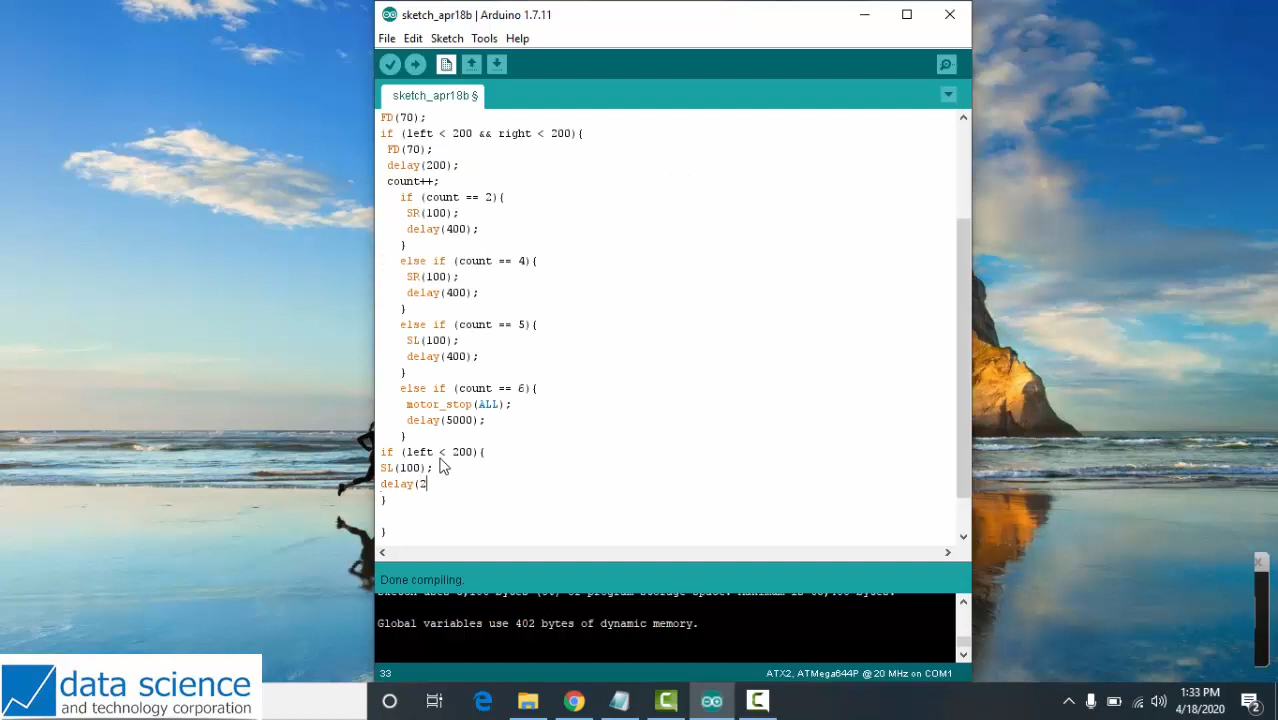 sketch_apr18b | Arduino 1.7.11
File Edit Sketch Tools Help
sketch_apr18b §
FD(70);
if (left < 200 && right < 200){
FD(70);
delay(200);
count++;
if (count == 2){
SR(100);
delay(400);
}
else if (count == 4){
SR(100);
delay(400);
}
else if (count == 5){
SL(100);
delay(400);
}
else if (count == 6){
motor_stop(ALL);
delay(5000);
}
if (left < 200){
SL(100);
delay(2
}
}
Done compiling.
Global variables use 402 bytes of dynamic memory.
33 ATX2, ATMega644P @ 20 MHz on COM1
data science
and technology corporation
1:33 PM
4/18/2020
2